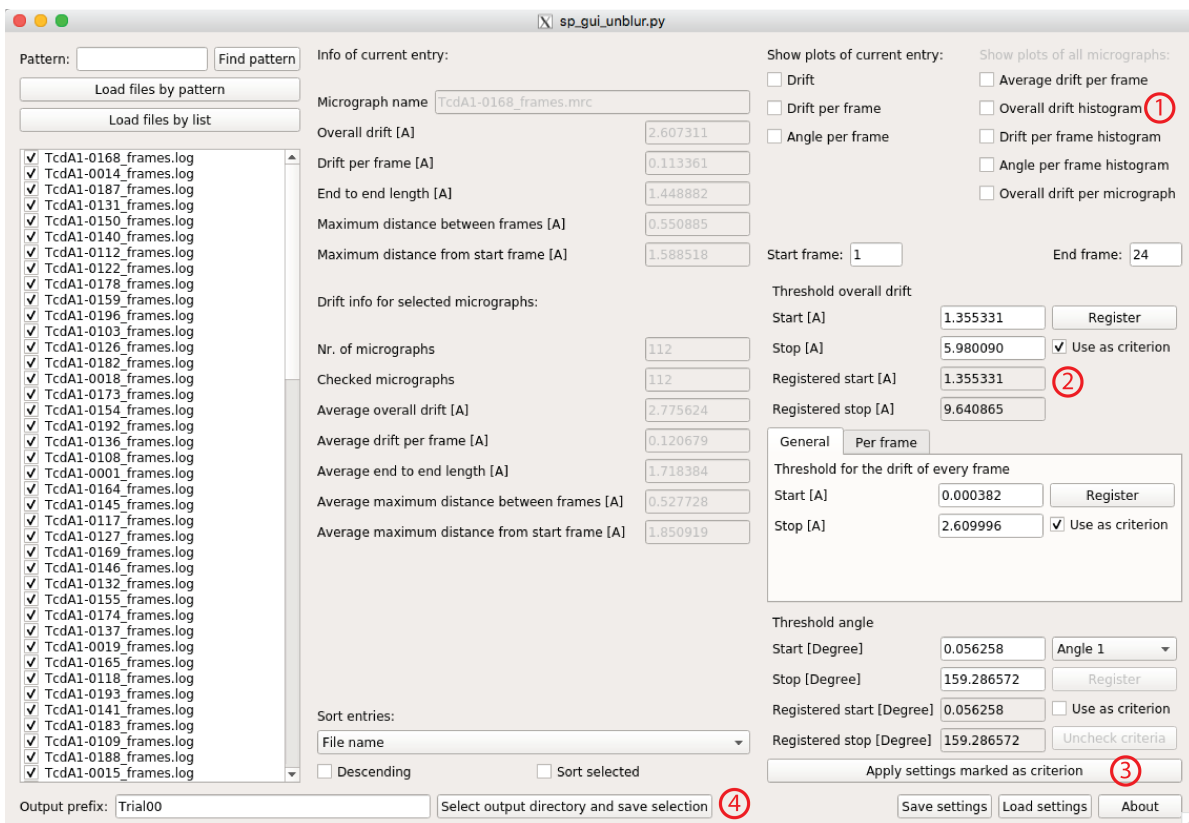 sp_gui_unblur.py
Pattern:
Find pattern
Load files by pattern
Load files by list
TcdA1-0168_frames.log
TcdA1-0014_frames.log
TcdA1-0187_frames.log
TcdA1-0131_frames.log
TcdA1-0150_frames.log
TcdA1-0140_frames.log
TcdA1-0112_frames.log
TcdA1-0122_frames.log
TcdA1-0178_frames.log
TcdA1-0159_frames.log
TcdA1-0196_frames.log
TcdA1-0103_frames.log
TcdA1-0126_frames.log
TcdA1-0182_frames.log
TcdA1-0018_frames.log
TcdA1-0173_frames.log
TcdA1-0154_frames.log
TcdA1-0192_frames.log
TcdA1-0136_frames.log
TcdA1-0108_frames.log
TcdA1-0001_frames.log
TcdA1-0164_frames.log
TcdA1-0145_frames.log
TcdA1-0117_frames.log
TcdA1-0127_frames.log
TcdA1-0169_frames.log
TcdA1-0146_frames.log
TcdA1-0132_frames.log
TcdA1-0155_frames.log
TcdA1-0174_frames.log
TcdA1-0137_frames.log
TcdA1-0019_frames.log
TcdA1-0165_frames.log
TcdA1-0118_frames.log
TcdA1-0193_frames.log
TcdA1-0141_frames.log
TcdA1-0183_frames.log
TcdA1-0109_frames.log
TcdA1-0188_frames.log
TcdA1-0015_frames.log
Info of current entry:
Micrograph name TcdA1-0168_frames.mrc
Overall drift [A] 2.607311
Drift per frame [A] 0.113361
End to end length [A] 1.448882
Maximum distance between frames [A] 0.550885
Maximum distance from start frame [A] 1.588518
Drift info for selected micrographs:
Nr. of micrographs 112
Checked micrographs 112
Average overall drift [A] 2.775624
Average drift per frame [A] 0.120679
Average end to end length [A] 1.718384
Average maximum distance between frames [A] 0.527728
Average maximum distance from start frame [A] 1.850919
Sort entries:
File name
Descending Sort selected
Show plots of current entry:
Drift
Drift per frame
Angle per frame
Show plots of all micrographs:
Average drift per frame
Overall drift histogram 1
Drift per frame histogram
Angle per frame histogram
Overall drift per micrograph
Start frame: 1 End frame: 24
Threshold overall drift
Start [A] 1.355331 Register
Stop [A] 5.980090 Use as criterion
Registered start [A] 1.355331 2
Registered stop [A] 9.640865
General Per frame
Threshold for the drift of every frame
Start [A] 0.000382 Register
Stop [A] 2.609996 Use as criterion
Threshold angle
Start [Degree] 0.056258 Angle 1
Stop [Degree] 159.286572 Register
Registered start [Degree] 0.056258 Use as criterion
Registered stop [Degree] 159.286572 Uncheck criteria
Apply settings marked as criterion 3
Output prefix: Trial00 Select output directory and save selection 4
Save settings Load settings About